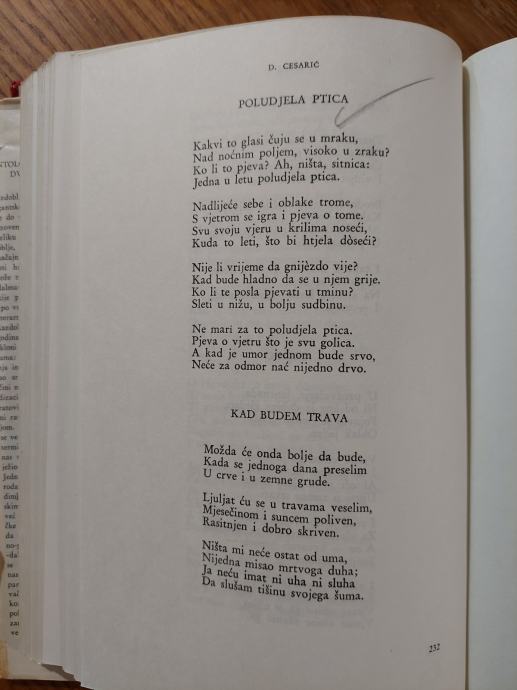 D. CESARIĆ
POLUDJELA PTICA
Kakvi to glasi čuju se u mraku,
Nad noćnim poljem, visoko u zraku?
Ko li to pjeva? Ah, ništa, sitnica:
Jedna u letu poludjela ptica.
Nadlijeće sebe i oblake trome,
S vjetrom se igra i pjeva o tome.
Svu svoju vjeru u krilima noseći,
Kuda to leti, što bi htjela dòseći?
Nije li vrijeme da gnijèzdo vije?
Kad bude hladno da se u njem grije.
Ko li te posla pjevati u tminu?
Sleti u nižu, u bolju sudbinu.
Ne mari za to poludjela ptica.
Pjeva o vjetru što je svu golica.
A kad je umor jednom bude srvo,
Neće za odmor nać nijedno drvo.
KAD BUDEM TRAVA
Možda će onda bolje da bude,
Kada se jednoga dana preselim
U crve i u zemne grude.
Ljuljat ću se u travama veselim,
Mjesečinom i suncem poliven,
Rasitnjen i dobro skriven.
Ništa mi neće ostat od uma,
Nijedna misao mrtvoga duha;
Ja neću imat ni uha ni sluha
Da slušam tišinu svojega šuma.
232